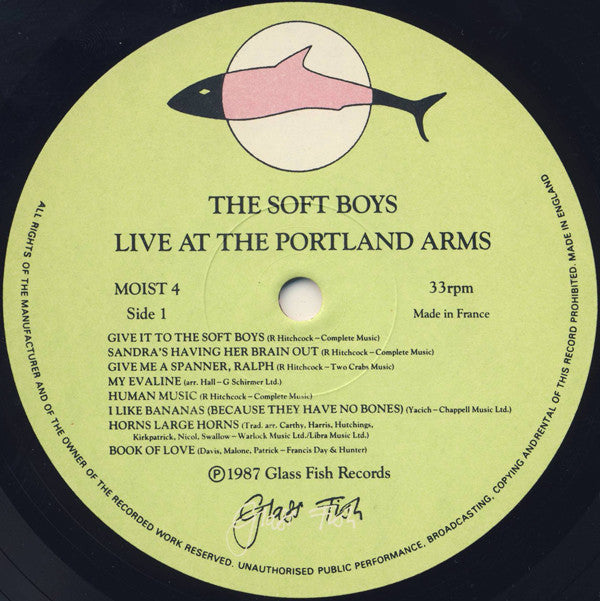 THE SOFT BOYS
LIVE AT THE PORTLAND ARMS
MOIST 4
Side 1
33rpm
Made in France
GIVE IT TO THE SOFT BOYS (R Hitchcock – Complete Music)
SANDRA'S HAVING HER BRAIN OUT (R Hitchcock – Complete Music)
GIVE ME A SPANNER, RALPH (R Hitchcock – Two Crabs Music)
MY EVALINE (arr. Hall – G Schirmer Ltd.)
HUMAN MUSIC (R Hitchcock – Complete Music)
I LIKE BANANAS (BECAUSE THEY HAVE NO BONES) (Yacich – Chappell Music Ltd.)
HORNS LARGE HORNS (Trad. arr. Carthy, Harris, Hutchings,
Kirkpatrick, Nicol, Swallow – Warlock Music Ltd./Libra Music Ltd.)
BOOK OF LOVE (Davis, Malone, Patrick – Francis Day & Hunter)
Ⓟ1987 Glass Fish Records
Glass Fish
Glass Fish
ALL RIGHTS OF THE MANUFACTURER AND OF THE OWNER OF THE RECORDED WORK RESERVED. UNAUTHORISED PUBLIC PERFORMANCE, BROADCASTING, COPYING ANDRENTAL OF THIS RECORD PROHIBITED. MADE IN ENGLAND